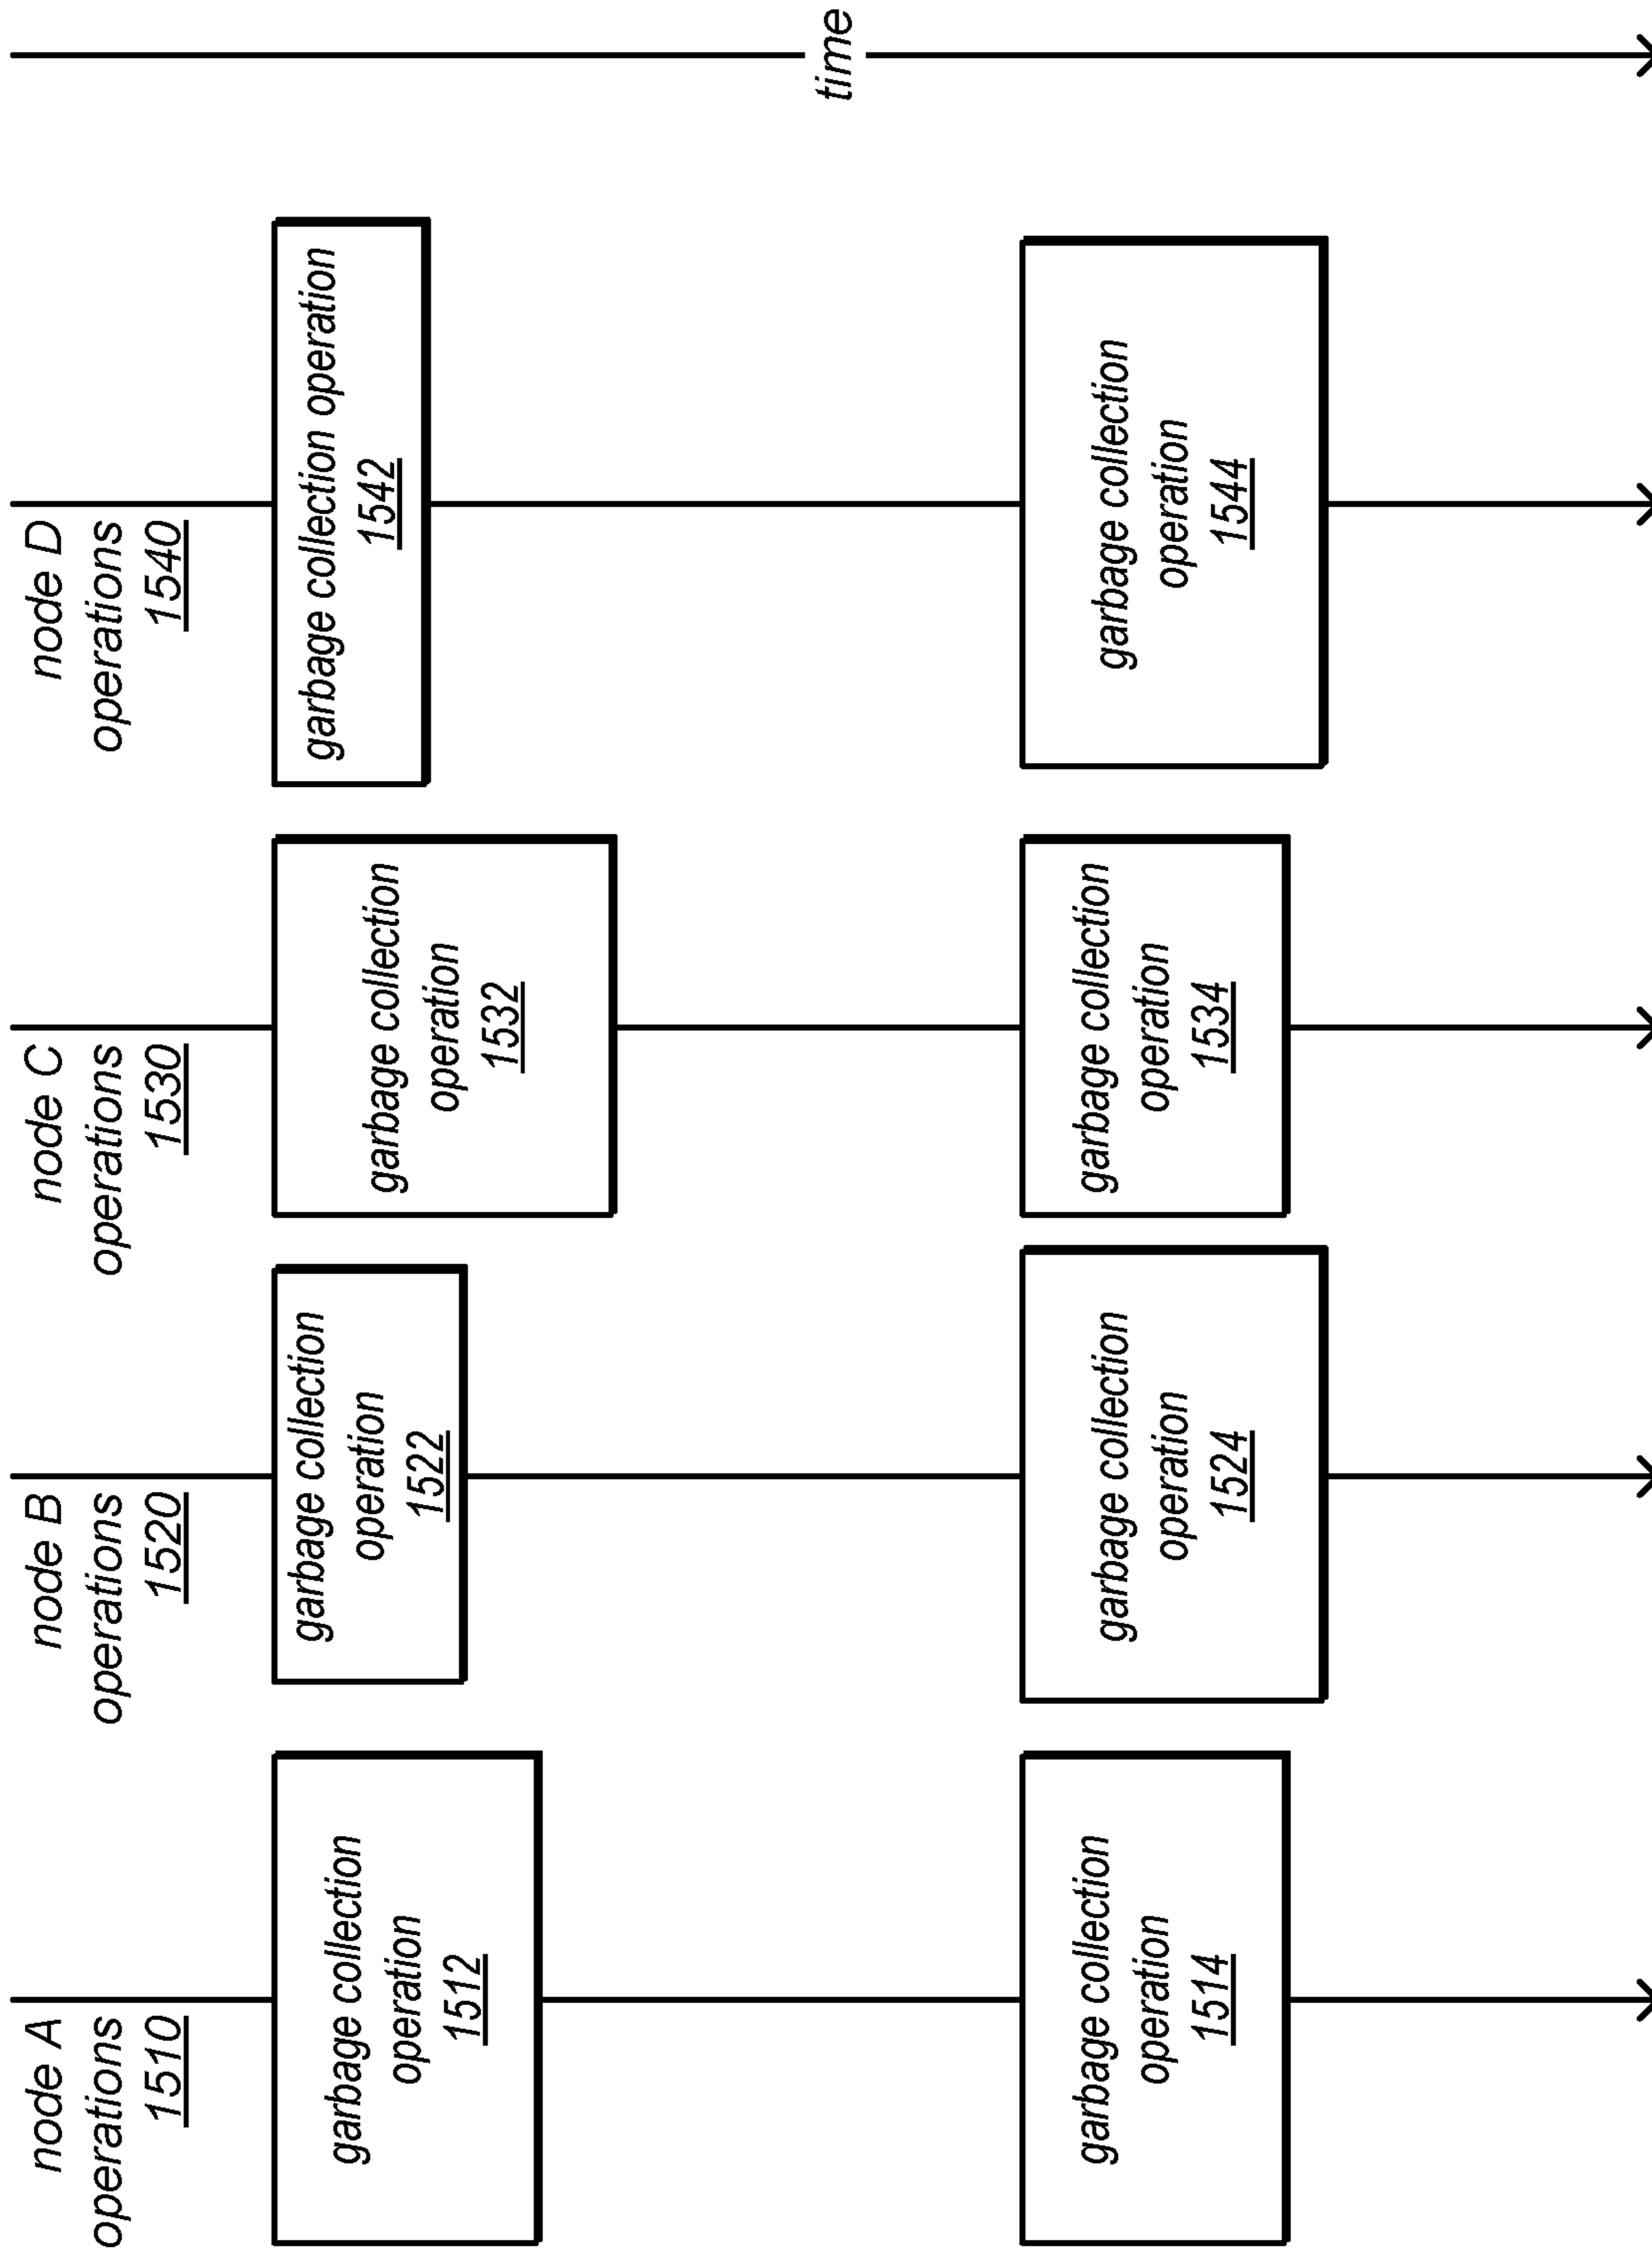 node A
operations
1510
garbage collection
operation
1512
garbage collection
operation
1514
node B
operations
1520
garbage collection
operation
1522
garbage collection
operation
1524
node C
operations
1530
garbage collection
operation
1532
garbage collection
operation
1534
node D
operations
1540
garbage collection operation
1542
garbage collection
operation
1544
time